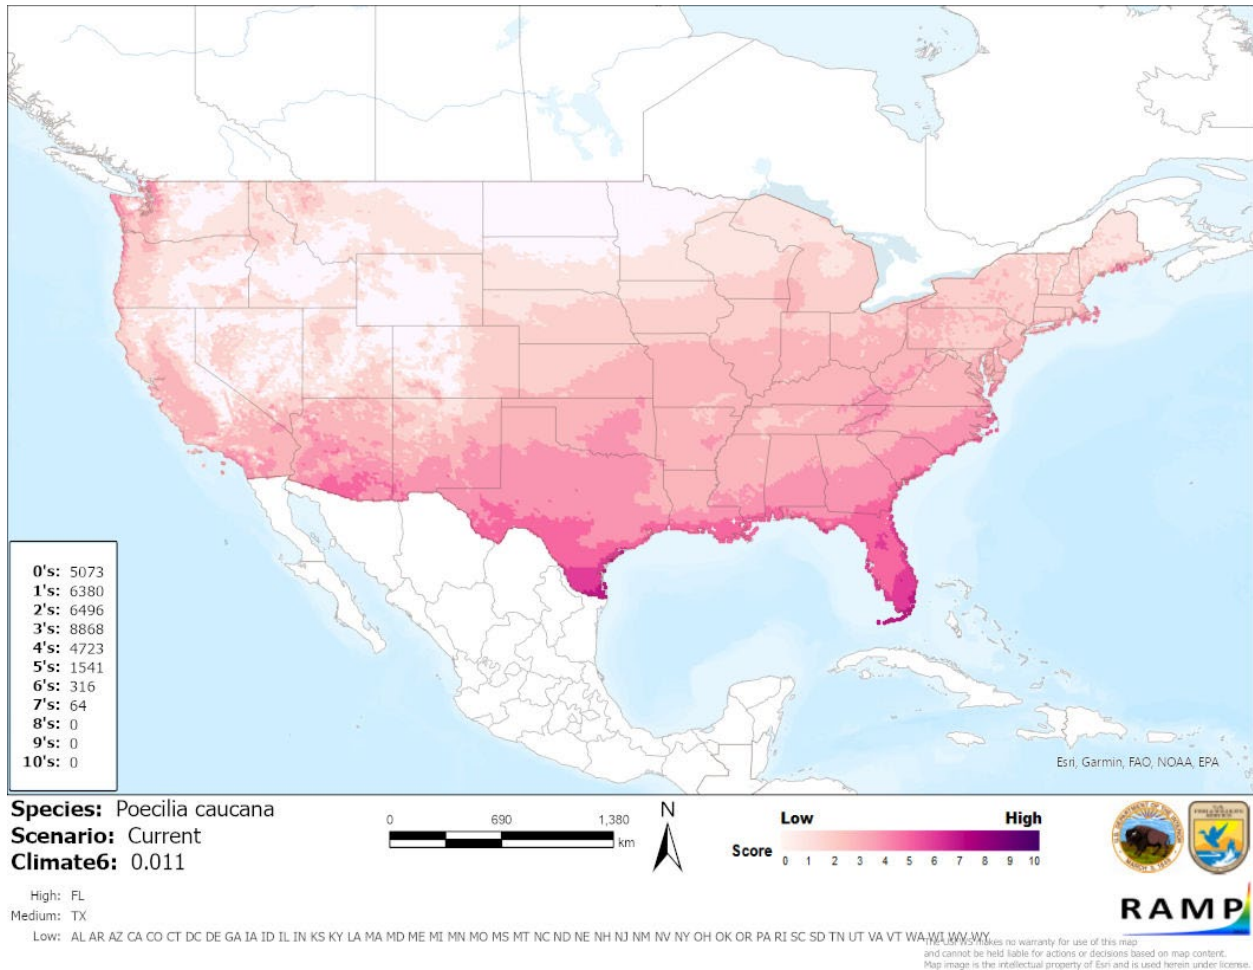 0's: 5073
1's: 6380
2's: 6496
3's: 8868
4's: 4723
5's: 1541
6's: 316
7's: 64
8's: 0
9's: 0
10's: 0
Esri, Garmin, FAO, NOAA, EPA
Species: Poecilia caucana
Scenario: Current
Climate6: 0.011
0 690 1,380
km
N
Low High
Score 0 1 2 3 4 5 6 7 8 9 10
RAMP
High: FL
Medium: TX
Low: AL AR AZ CA CO CT DC DE GA IA ID IL IN KS KY LA MA MD ME MI MN MO MS MT NC ND NE NH NJ NM NV NY OH OK OR PA RI SC SD TN UT VA VT WA WI WV WY
The USFWS makes no warranty for use of this map
and cannot be held liable for actions or decisions based on map content.
Map image is the intellectual property of Esri and is used herein under license.